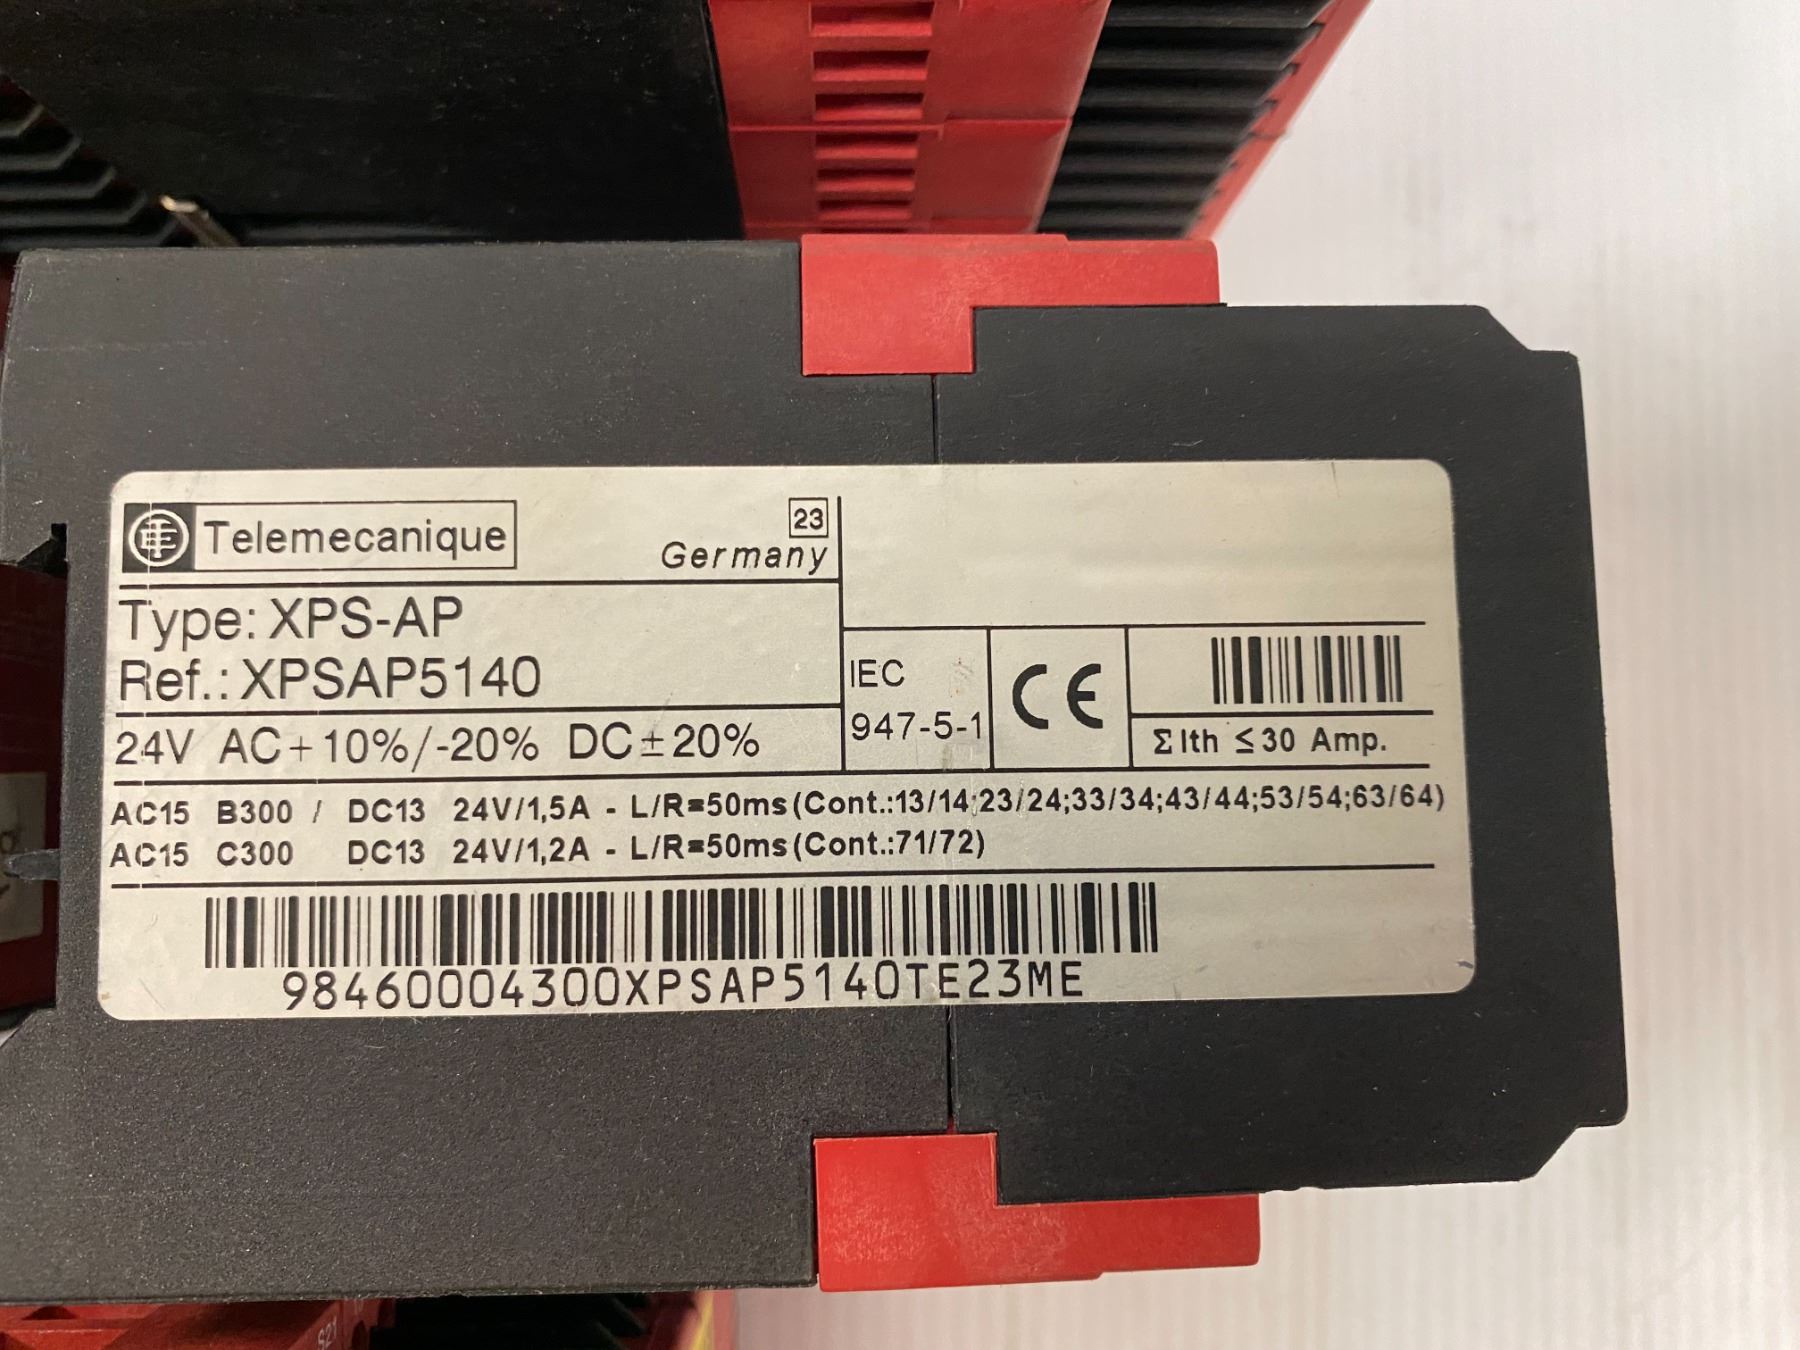 Telemecanique
23
Germany
Type: XPS-AP
Ref.: XPSAP5140
24V AC+10%/-20% DC±20%
IEC
947-5-1
CE
Σ Ith ≤ 30 Amp.
AC15 B300 / DC13 24V/1,5A - L/R=50ms (Cont.:13/14;23/24;33/34;43/44;53/54;63/64)
AC15 C300 DC13 24V/1,2A - L/R=50ms (Cont.:71/72)
98460004300XPSAP5140TE23ME
S21